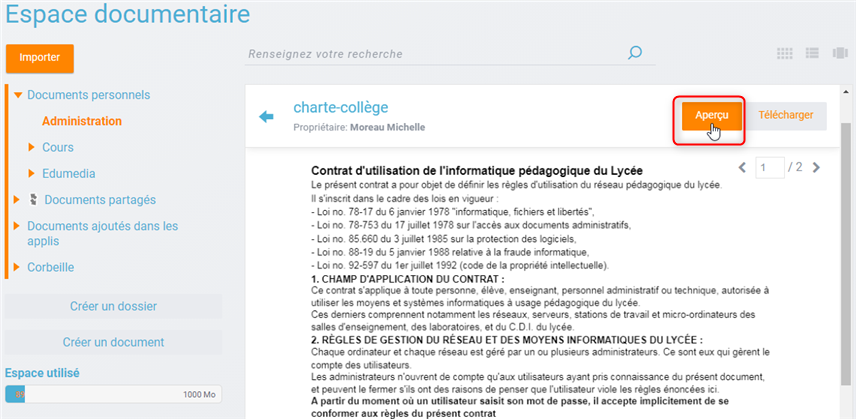 Espace documentaire
Importer
Renseignez votre recherche
Documents personnels
Administration
Cours
Edumedia
Documents partagés
Documents ajoutés dans les
applis
Corbeille
Créer un dossier
Créer un document
Espace utilisé
1000 Mo
charte-collège
Propriétaire: Moreau Michelle
Aperçu
Télécharger
1 / 2
Contrat d'utilisation de l'informatique pédagogique du Lycée
Le présent contrat a pour objet de définir les règles d'utilisation du réseau pédagogique du lycée.
Il s'inscrit dans le cadre des lois en vigueur :
- Loi no. 78-17 du 6 janvier 1978 "informatique, fichiers et libertés",
- Loi no. 78-753 du 17 juillet 1978 sur l'accès aux documents administratifs,
- Loi no. 85.660 du 3 juillet 1985 sur la protection des logiciels,
- Loi no. 88-19 du 5 janvier 1988 relative à la fraude informatique,
- Loi no. 92-597 du 1er juillet 1992 (code de la propriété intellectuelle).
1. CHAMP D'APPLICATION DU CONTRAT :
Ce contrat s'applique à toute personne, élève, enseignant, personnel administratif ou technique, autorisée à
utiliser les moyens et systèmes informatiques à usage pédagogique du lycée.
Ces derniers comprennent notamment les réseaux, serveurs, stations de travail et micro-ordinateurs des
salles d'enseignement, des laboratoires, et du C.D.I. du lycée.
2. RÈGLES DE GESTION DU RÉSEAU ET DES MOYENS INFORMATIQUES DU LYCÉE :
Chaque ordinateur et chaque réseau est géré par un ou plusieurs administrateurs. Ce sont eux qui gèrent le
compte des utilisateurs.
Les administrateurs n'ouvrent de compte qu'aux utilisateurs ayant pris connaissance du présent document,
et peuvent le fermer s'ils ont des raisons de penser que l'utilisateur viole les règles énoncées ici.
A partir du moment où un utilisateur saisit son mot de passe, il accepte implicitement de se
conformer aux règles du présent contrat